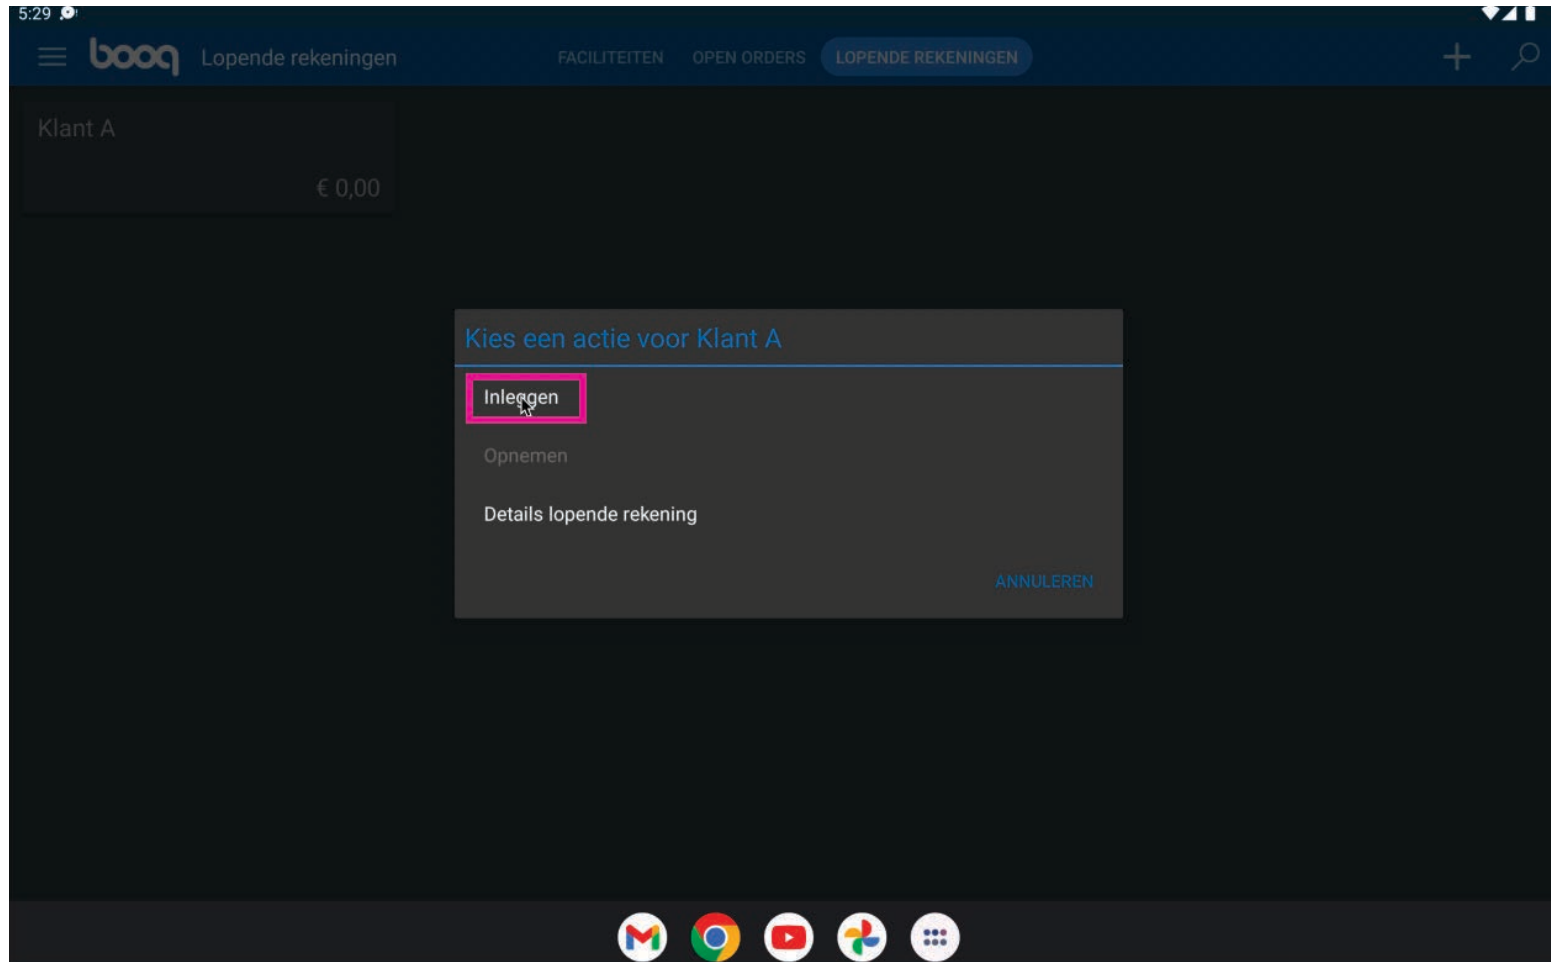 5:29
booq Lopende rekeningen FACILITEITEN OPEN ORDERS LOPENDE REKENINGEN
Klant A
€ 0,00
Kies een actie voor Klant A
Inleggen
Opnemen
Details lopende rekening
ANNULEREN